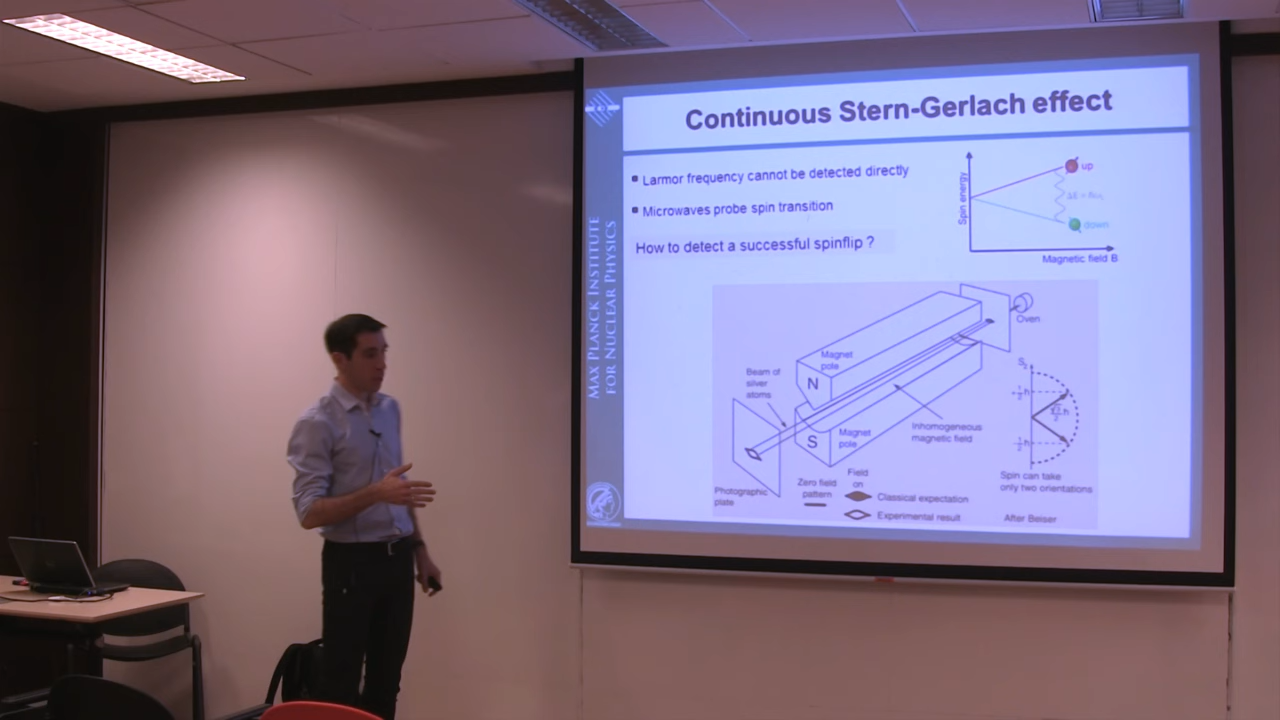 Continuous Stern-Gerlach effect
MAX PLANCK INSTITUTE
FOR NUCLEAR PHYSICS
Larmor frequency cannot be detected directly
Microwaves probe spin transition
How to detect a successful spinflip ?
Spin energy
up
down
Magnetic field B
Oven
Magnet
pole
N
Beam of
silver
atoms
S
Magnet
pole
Inhomogeneous
magnetic field
Photographic
plate
Zero field
pattern
Field
on
Classical expectation
Experimental result
Spin can take
only two orientations
After Beiser